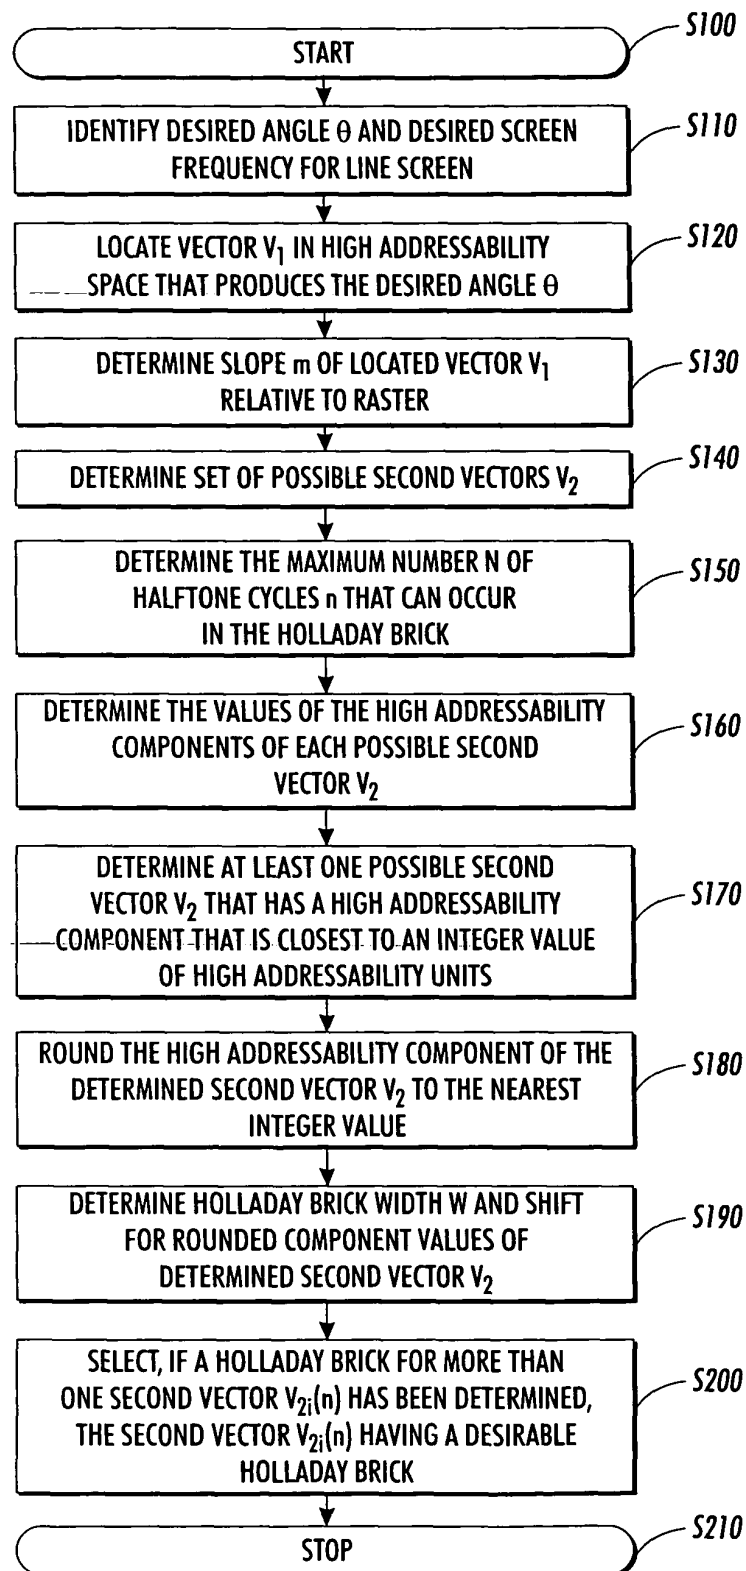 START
S100
IDENTIFY DESIRED ANGLE θ AND DESIRED SCREEN
FREQUENCY FOR LINE SCREEN
S110
LOCATE VECTOR V₁ IN HIGH ADDRESSABILITY
SPACE THAT PRODUCES THE DESIRED ANGLE θ
S120
DETERMINE SLOPE m OF LOCATED VECTOR V₁
RELATIVE TO RASTER
S130
DETERMINE SET OF POSSIBLE SECOND VECTORS V₂
S140
DETERMINE THE MAXIMUM NUMBER N OF
HALFTONE CYCLES n THAT CAN OCCUR
IN THE HOLLADAY BRICK
S150
DETERMINE THE VALUES OF THE HIGH ADDRESSABILITY
COMPONENTS OF EACH POSSIBLE SECOND
VECTOR V₂
S160
DETERMINE AT LEAST ONE POSSIBLE SECOND
VECTOR V₂ THAT HAS A HIGH ADDRESSABILITY
COMPONENT THAT IS CLOSEST TO AN INTEGER VALUE
OF HIGH ADDRESSABILITY UNITS
S170
ROUND THE HIGH ADDRESSABILITY COMPONENT OF THE
DETERMINED SECOND VECTOR V₂ TO THE NEAREST
INTEGER VALUE
S180
DETERMINE HOLLADAY BRICK WIDTH W AND SHIFT
FOR ROUNDED COMPONENT VALUES OF
DETERMINED SECOND VECTOR V₂
S190
SELECT, IF A HOLLADAY BRICK FOR MORE THAN
ONE SECOND VECTOR V₂ᵢ(n) HAS BEEN DETERMINED,
THE SECOND VECTOR V₂ᵢ(n) HAVING A DESIRABLE
HOLLADAY BRICK
S200
STOP
S210